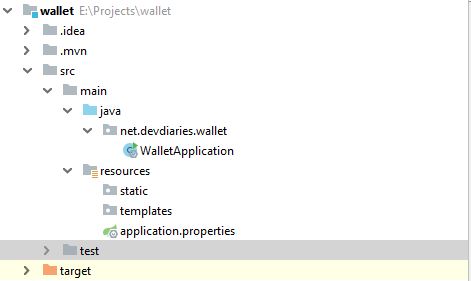 wallet E:\Projects\wallet
.idea
.mvn
src
main
java
net.devdiaries.wallet
WalletApplication
resources
static
templates
application.properties
test
target